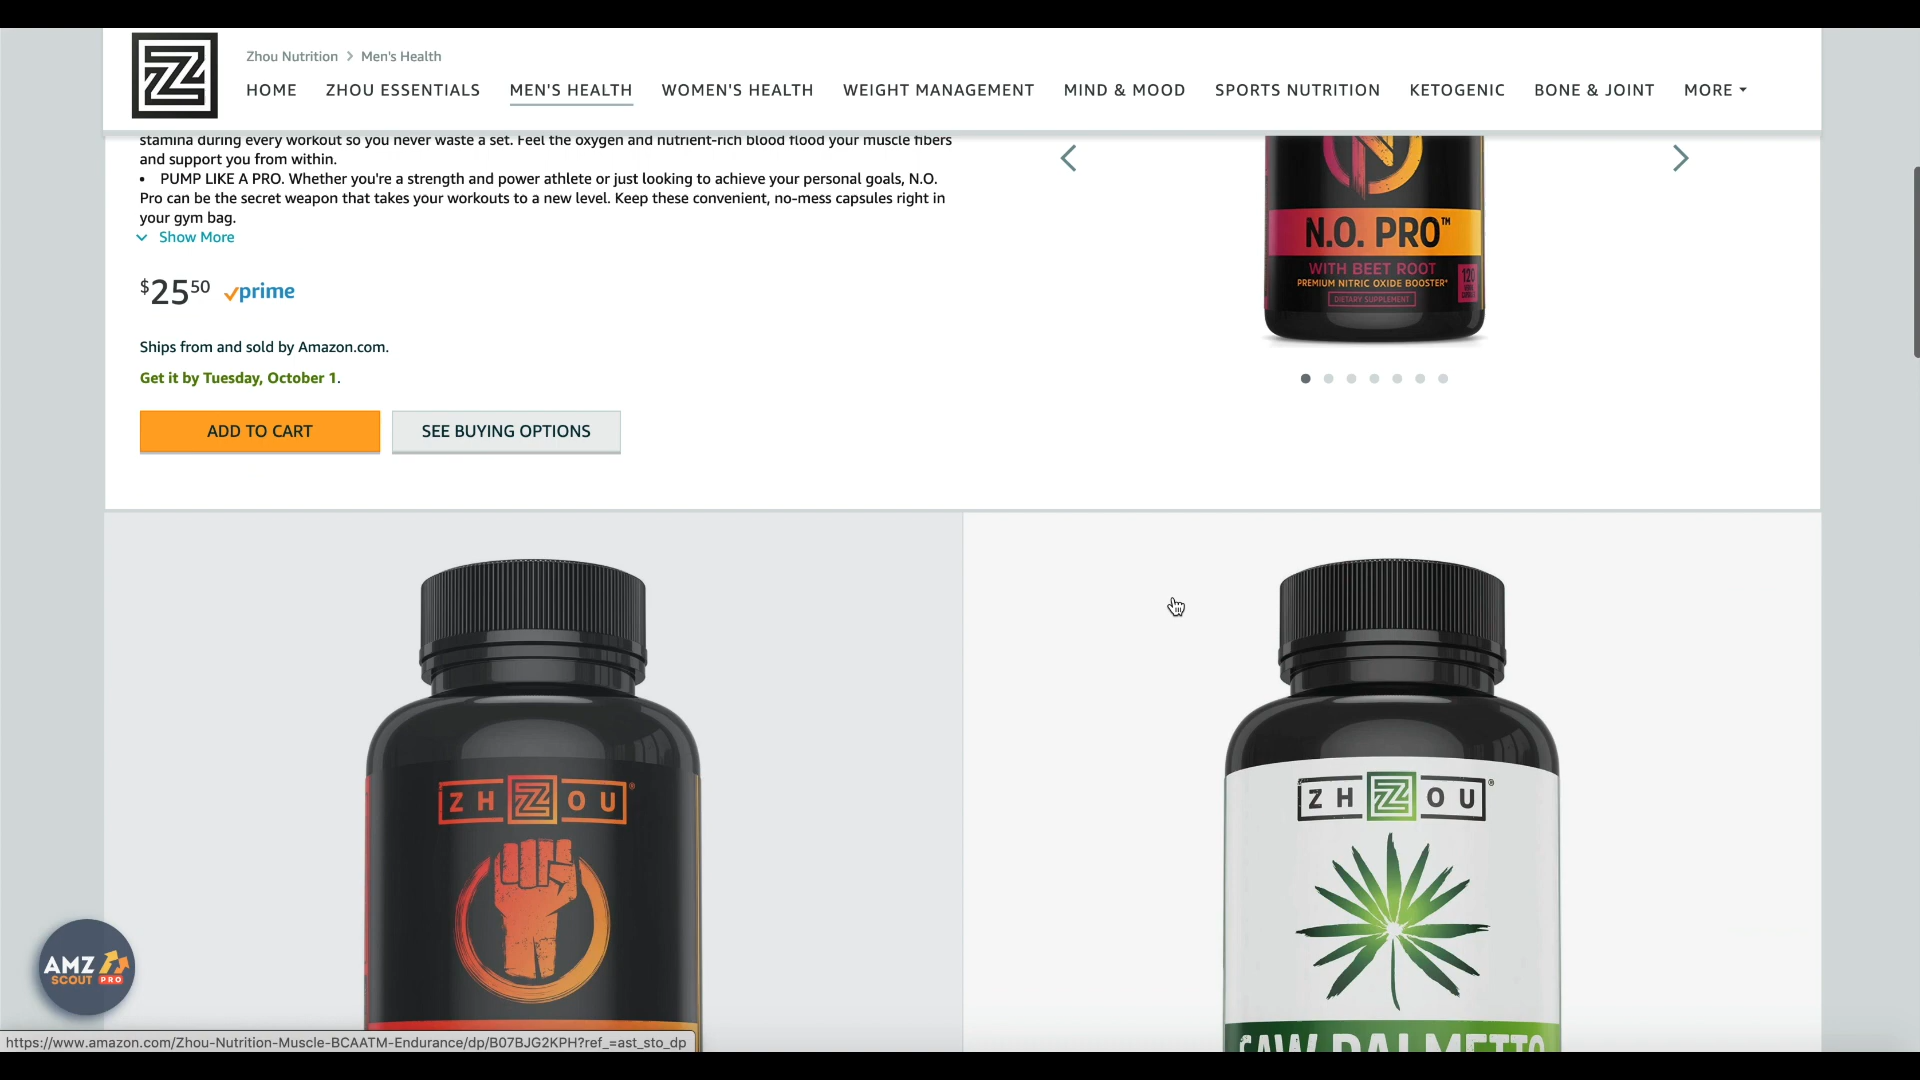 Zhou Nutrition > Men's Health
HOME ZHOU ESSENTIALS MEN'S HEALTH WOMEN'S HEALTH WEIGHT MANAGEMENT MIND & MOOD SPORTS NUTRITION KETOGENIC BONE & JOINT MORE
stamina during every workout so you never waste a set. Feel the oxygen and nutrient-rich blood flood your muscle fibers
and support you from within.
• PUMP LIKE A PRO. Whether you're a strength and power athlete or just looking to achieve your personal goals, N.O.
Pro can be the secret weapon that takes your workouts to a new level. Keep these convenient, no-mess capsules right in
your gym bag.
Show More
$25 50 prime
Ships from and sold by Amazon.com.
Get it by Tuesday, October 1.
ADD TO CART SEE BUYING OPTIONS
N.O. PRO™
WITH BEET ROOT
PREMIUM NITRIC OXIDE BOOSTER*
DIETARY SUPPLEMENT
120
ZHZOU®
ZHZOU®
SAW PALMETTO
AMZ
SCOUT PRO
https://www.amazon.com/Zhou-Nutrition-Muscle-BCAATM-Endurance/dp/B07BJG2KPH?ref_=ast_sto_dp